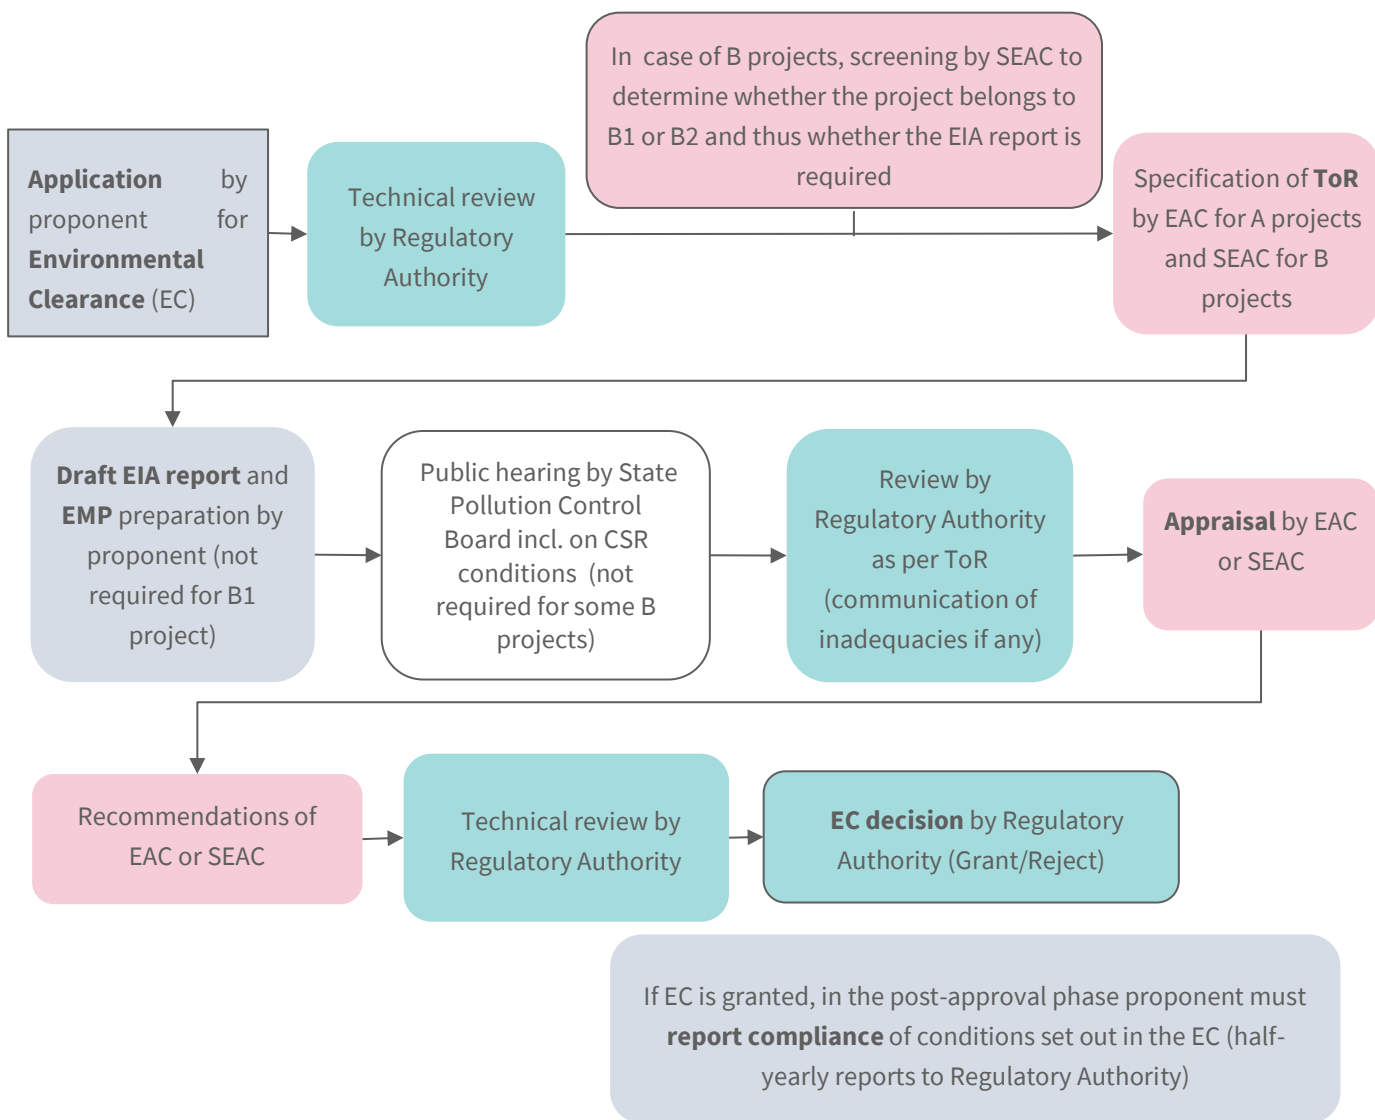 Application by
proponent for
Environmental
Clearance (EC)
Technical review
by Regulatory
Authority
In case of B projects, screening by SEAC to
determine whether the project belongs to
B1 or B2 and thus whether the EIA report is
required
Specification of ToR
by EAC for A projects
and SEAC for B
projects
Draft EIA report and
EMP preparation by
proponent (not
required for B1
project)
Public hearing by State
Pollution Control
Board incl. on CSR
conditions (not
required for some B
projects)
Review by
Regulatory Authority
as per ToR
(communication of
inadequacies if any)
Appraisal by EAC
or SEAC
Recommendations of
EAC or SEAC
Technical review by
Regulatory Authority
EC decision by Regulatory
Authority (Grant/Reject)
If EC is granted, in the post-approval phase proponent must
report compliance of conditions set out in the EC (half-
yearly reports to Regulatory Authority)